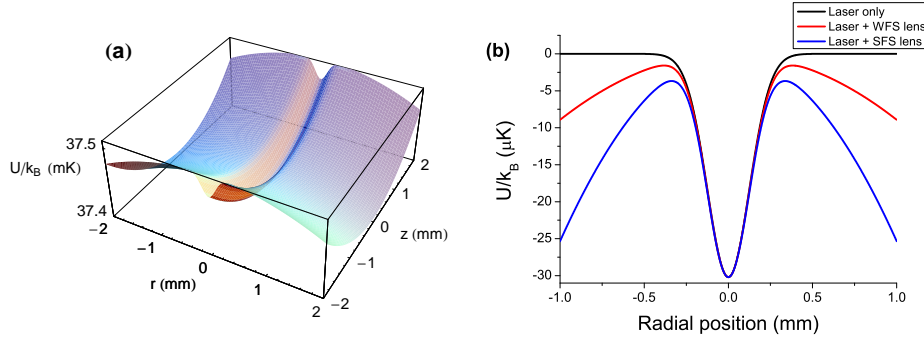 (a)
37.5
U/kB (mK)
37.4
−2
−1
0
1
2
r (mm)
−2
−1
0
1
2
z (mm)
(b)
Laser only
Laser + WFS lens
Laser + SFS lens
0
-5
-10
-15
-20
-25
-30
U/kB (μK)
-1.0
-0.5
0.0
0.5
1.0
Radial position (mm)